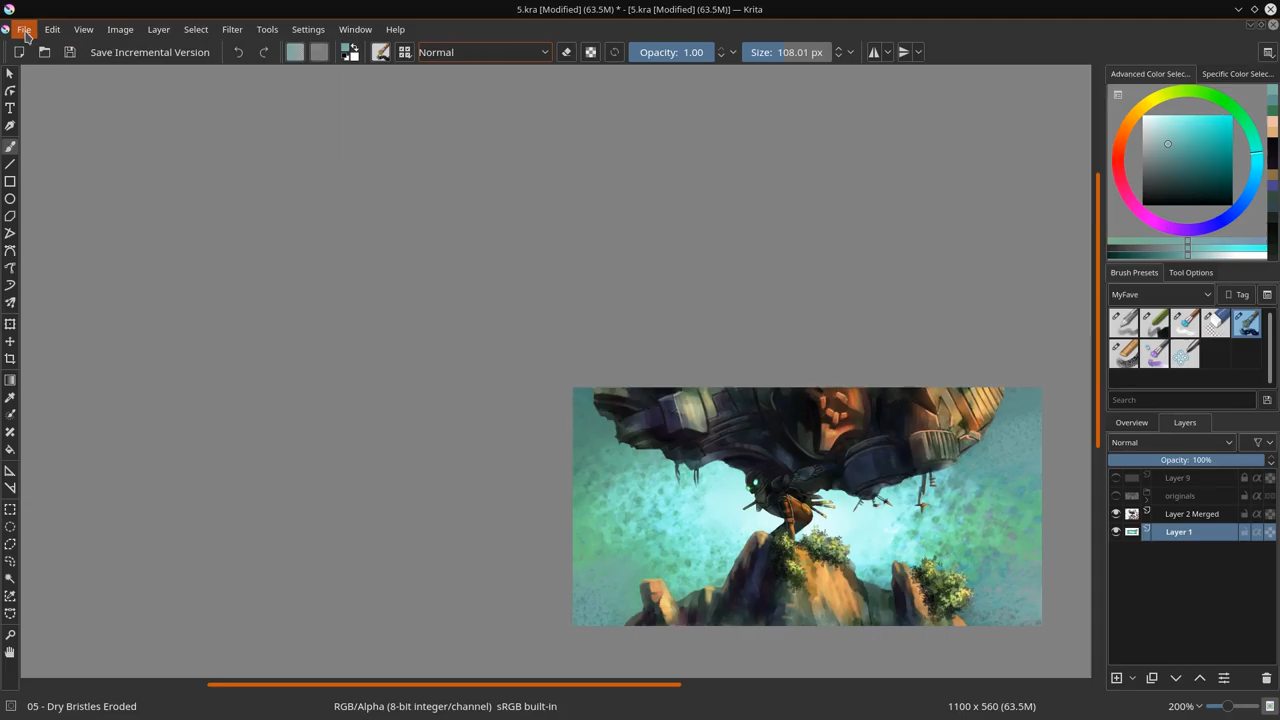 5.kra [Modified] (63.5M) * - [5.kra [Modified] (63.5M)] — Krita
File Edit View Image Layer Select Filter Tools Settings Window Help
Save Incremental Version Normal Opacity: 1.00 Size: 108.01 px
Advanced Color Selec... Specific Color Selec...
Brush Presets Tool Options
MyFave Tag
Search
Overview Layers
Normal
Opacity: 100%
Layer 9
originals
Layer 2 Merged
Layer 1
05 - Dry Bristles Eroded RGB/Alpha (8-bit integer/channel) sRGB built-in 1100 x 560 (63.5M) 200%